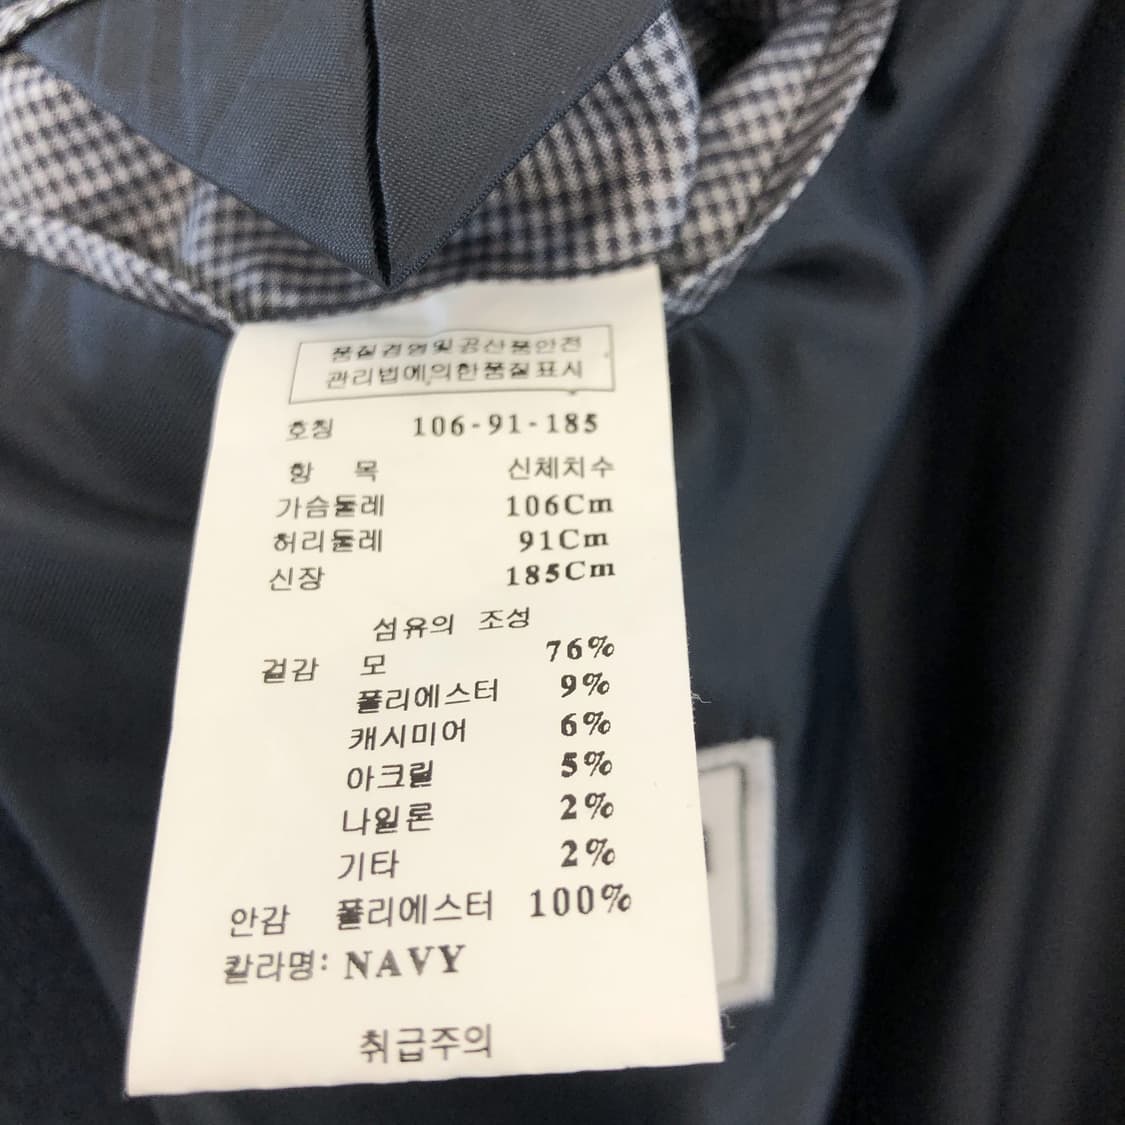 품질경영및공산품안전
관리법에의한품질표시
호칭 106-91-185
항 목 신체치수
가슴둘레 106Cm
허리둘레 91Cm
신장 185Cm
섬유의 조성
겉감 모 76%
폴리에스터 9%
캐시미어 6%
아크릴 5%
나일론 2%
기타 2%
안감 폴리에스터 100%
칼라명: NAVY
취급주의